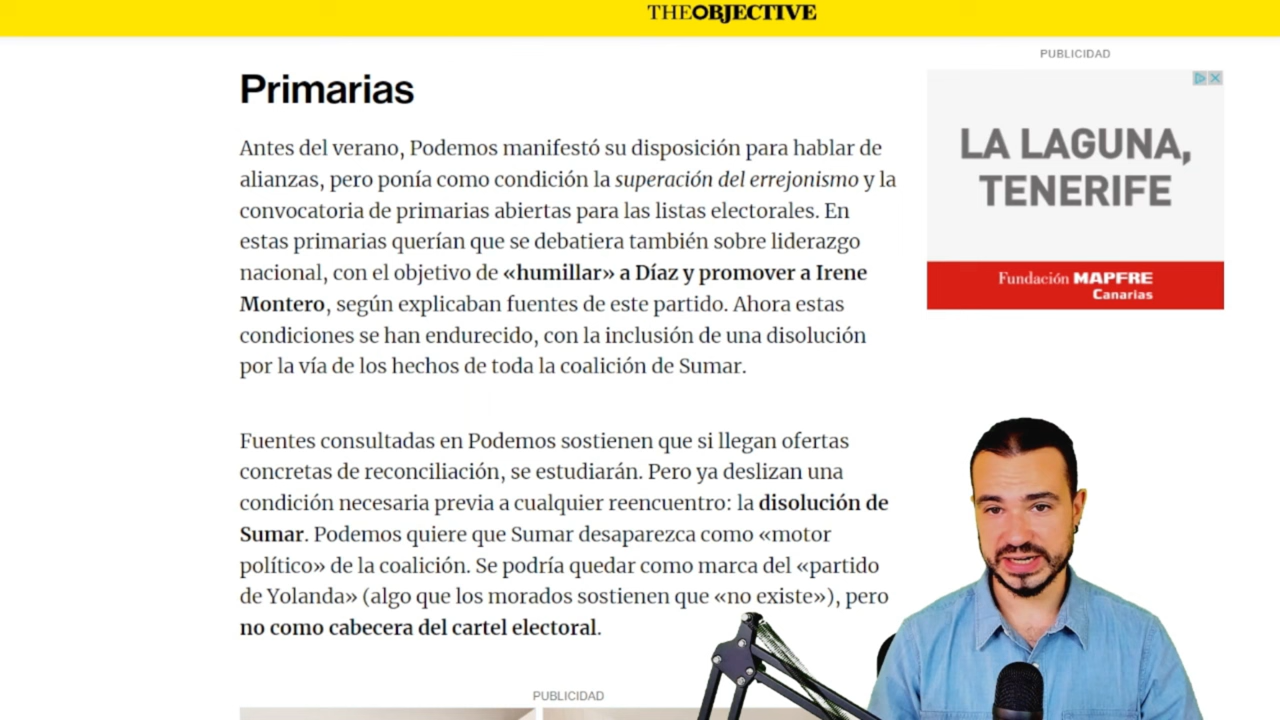 THEOBJECTIVE
PUBLICIDAD
LA LAGUNA,
TENERIFE
Fundación MAPFRE
Canarias
Primarias
Antes del verano, Podemos manifestó su disposición para hablar de
alianzas, pero ponía como condición la superación del errejonismo y la
convocatoria de primarias abiertas para las listas electorales. En
estas primarias querían que se debatiera también sobre liderazgo
nacional, con el objetivo de «humillar» a Díaz y promover a Irene
Montero, según explicaban fuentes de este partido. Ahora estas
condiciones se han endurecido, con la inclusión de una disolución
por la vía de los hechos de toda la coalición de Sumar.
Fuentes consultadas en Podemos sostienen que si llegan ofertas
concretas de reconciliación, se estudiarán. Pero ya deslizan una
condición necesaria previa a cualquier reencuentro: la disolución de
Sumar. Podemos quiere que Sumar desaparezca como «motor
político» de la coalición. Se podría quedar como marca del «partido
de Yolanda» (algo que los morados sostienen que «no existe»), pero
no como cabecera del cartel electoral.
PUBLICIDAD